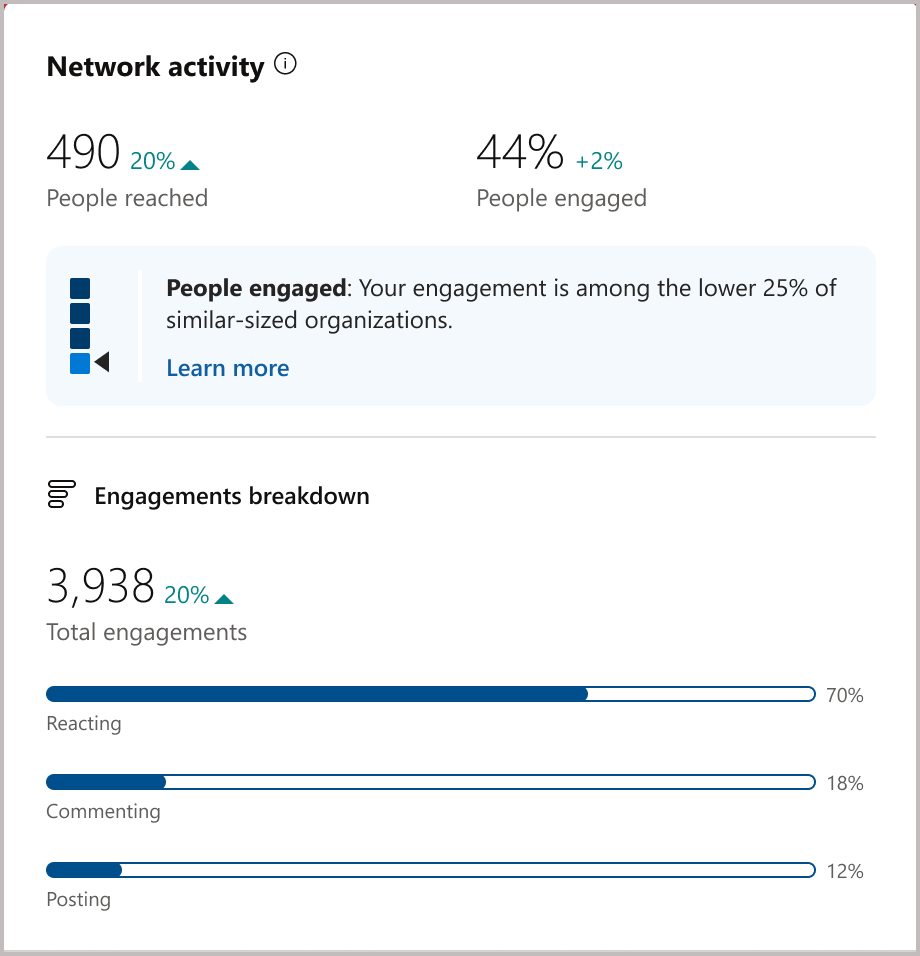 Network activity
490 20%
44% +2%
People reached
People engaged
People engaged: Your engagement is among the lower 25% of
similar-sized organizations.
Learn more
Engagements breakdown
3,938 20%
Total engagements
70%
Reacting
18%
Commenting
12%
Posting